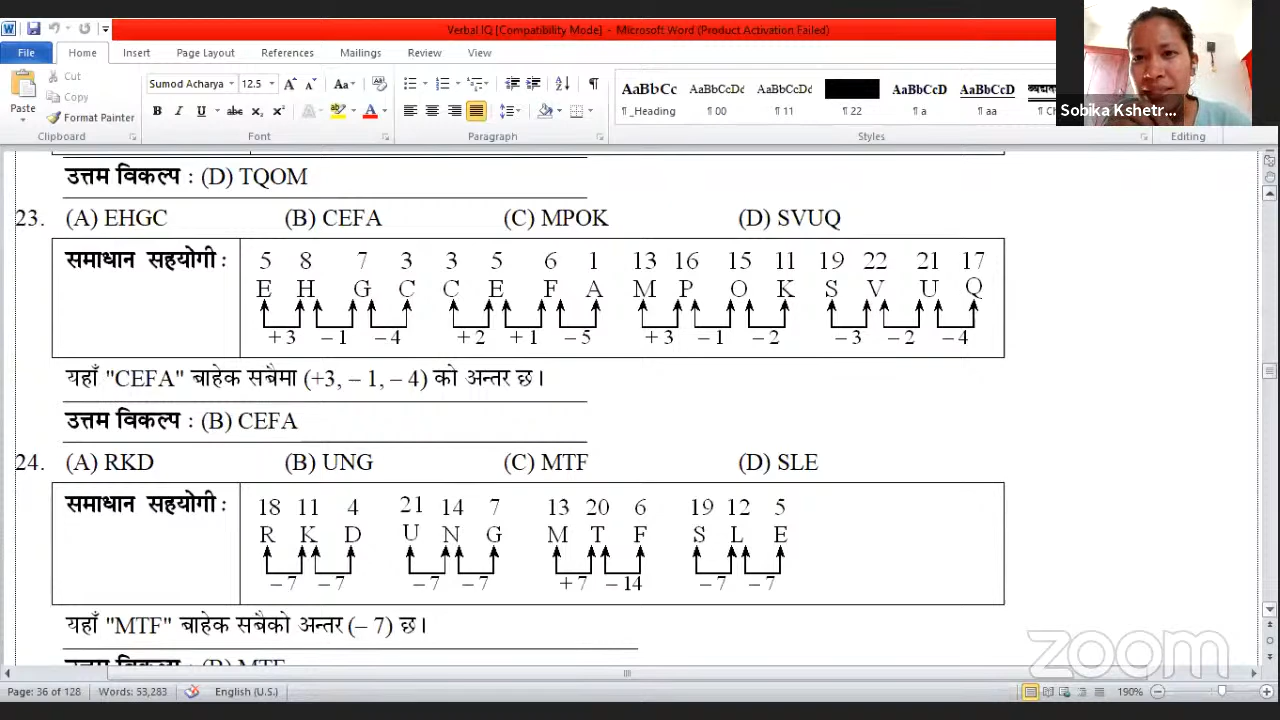 Verbal IQ [Compatibility Mode] - Microsoft Word (Product Activation Failed)
File Home Insert Page Layout References Mailings Review View
Cut
Copy
Paste
Format Painter
Clipboard
Sumod Acharya 12.5
Font
Paragraph
AaBbCc AaBbCcDc AaBbCcDc AaBbCcD AaBbCcD
¶ _Heading ¶ 00 ¶ 11 ¶ 22 ¶ a ¶ aa
Styles
Editing
Sobika Kshetr...
उत्तम विकल्प : (D) TQOM
23. (A) EHGC (B) CEFA (C) MPOK (D) SVUQ
समाधान सहयोगी : 5 8 7 3 3 5 6 1 13 16 15 11 19 22 21 17
E H G C C E F A M P O K S V U Q
+3 – 1 – 4 +2 +1 – 5 +3 – 1 – 2 – 3 – 2 – 4
यहाँ "CEFA" बाहेक सबैमा (+3, – 1, – 4) को अन्तर छ।
उत्तम विकल्प : (B) CEFA
24. (A) RKD (B) UNG (C) MTF (D) SLE
समाधान सहयोगी : 18 11 4 21 14 7 13 20 6 19 12 5
R K D U N G M T F S L E
– 7 – 7 – 7 – 7 +7 – 14 – 7 – 7
यहाँ "MTF" बाहेक सबैको अन्तर (– 7) छ।
उत्तम विकल्प : (B) MTF
zoom
Page: 36 of 128 Words: 53,283 English (U.S.) 190%